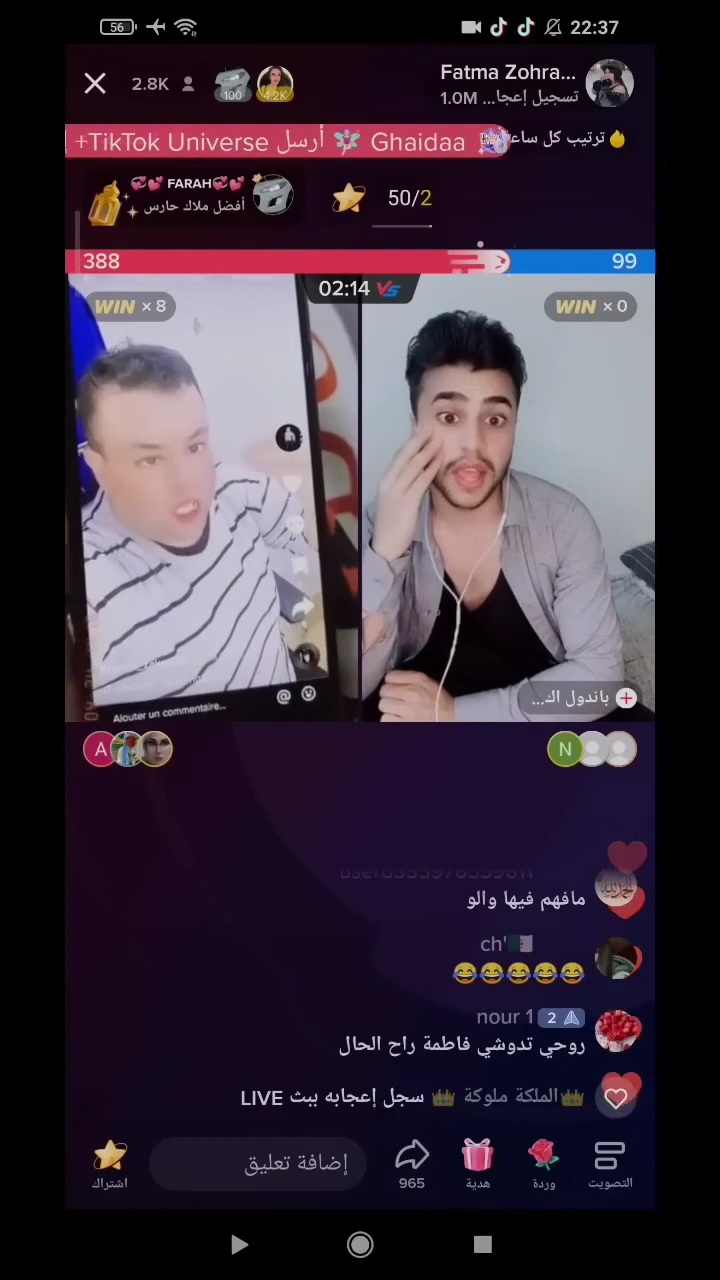 56
22:37
2.8K
100
4.2K
Fatma Zohra...
تسجيل إعجا... 1.0M
ترتيب كل ساعة
Ghaidaa أرسل TikTok Universe+
FARAH
أفضل ملاك حارس
50/2
388
99
02:14 VS
WIN × 8
WIN × 0
@
Ajouter un commentaire...
باندول اك...
A
N
مافهم فيها والو
ch'
😂😂😂😂😂
nour 1 2
روحي تدوشي فاطمة راح الحال
👑الملكة ملوكة 👑 سجل إعجابه ببث LIVE
إضافة تعليق
اشتراك
965
هدية
وردة
التصويت